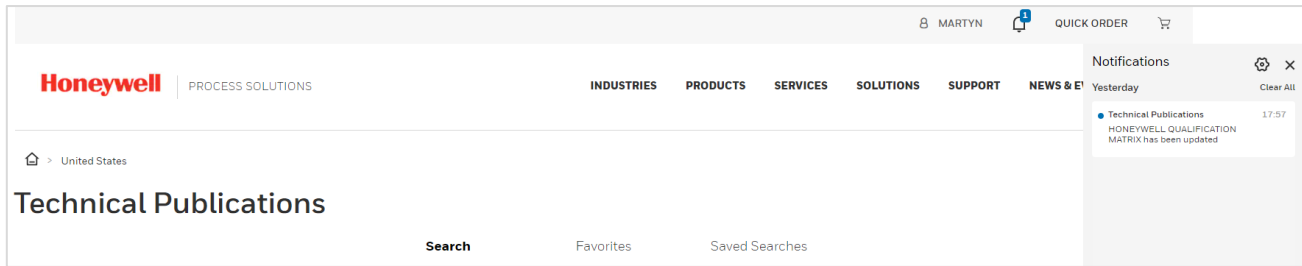 1
MARTYN
QUICK ORDER
Honeywell
PROCESS SOLUTIONS
INDUSTRIES
PRODUCTS
SERVICES
SOLUTIONS
SUPPORT
NEWS & E
Notifications
Yesterday
Clear All
Technical Publications
17:57
HONEYWELL QUALIFICATION
MATRIX has been updated
> United States
Technical Publications
Search
Favorites
Saved Searches